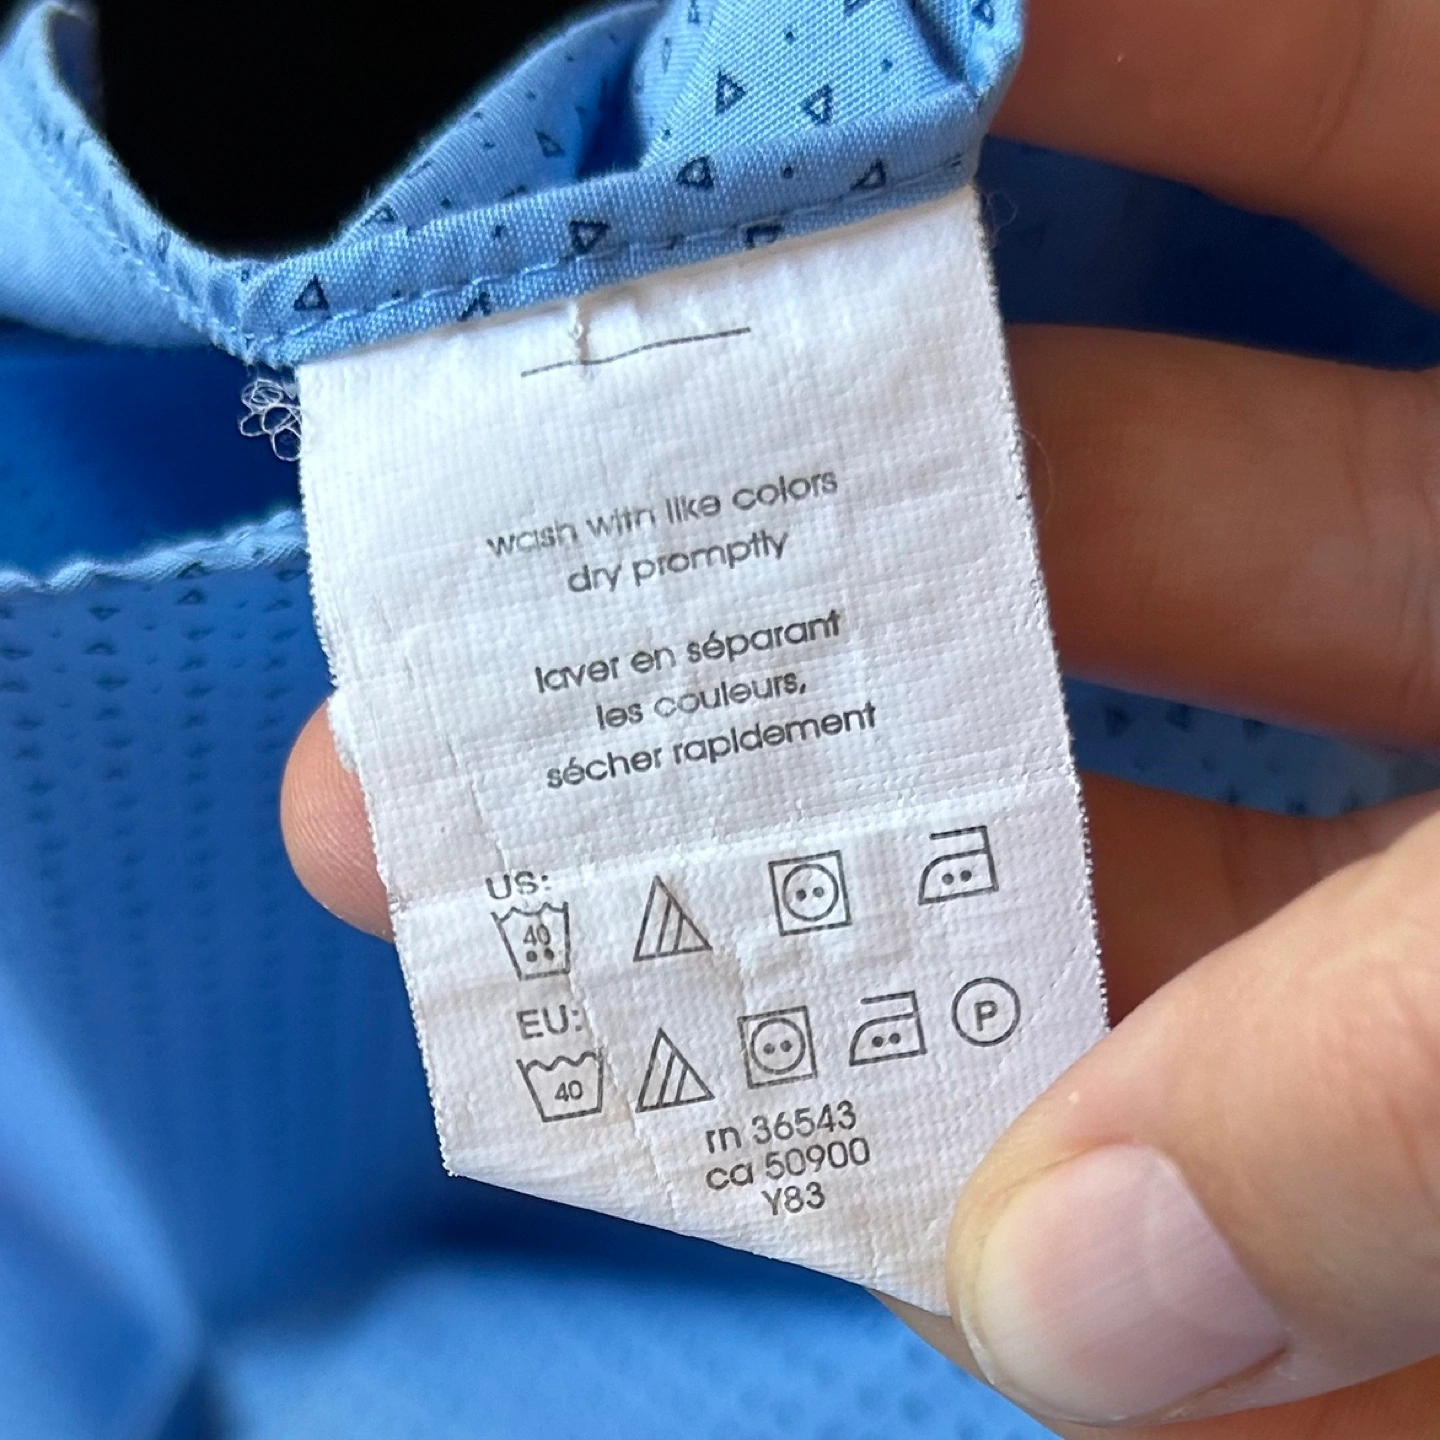 wash with like colors
dry promptly
laver en séparant
les couleurs,
sécher rapidement
US:
40
EU:
40
P
rn 36543
ca 50900
Y83